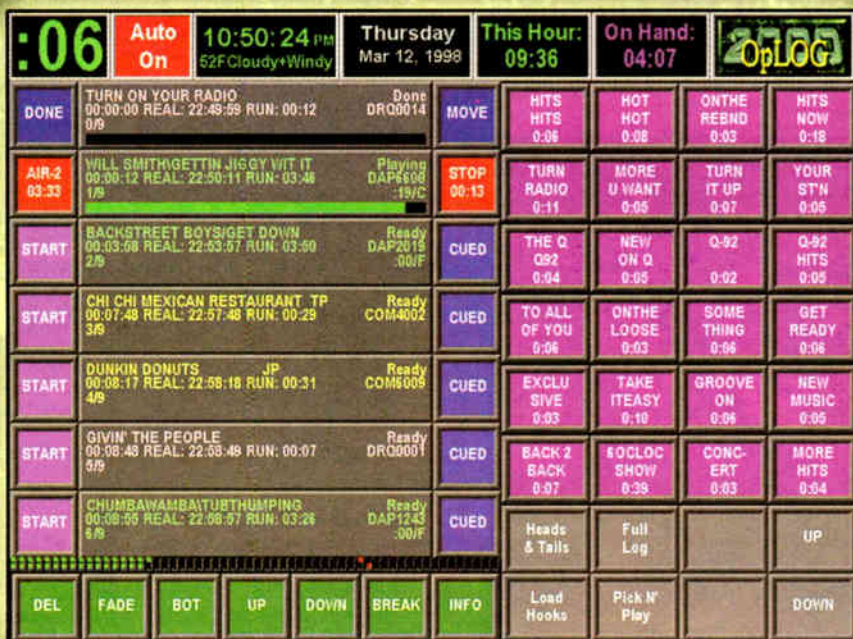 :06
Auto
On
10:50:24 PM
52F Cloudy+Windy
Thursday
Mar 12, 1998
This Hour:
09:36
On Hand:
04:07
2000
OpLOG
DONE
TURN ON YOUR RADIO Done
00:00:00 REAL: 22:49:59 RUN: 00:12 DRQ0014
0/9
MOVE
AIR-2
03:33
WILL SMITH\GETTIN JIGGY WIT IT Playing
00:00:12 REAL: 22:50:11 RUN: 03:46 DAP6608
1/9 :19/C
STOP
00:13
START
BACKSTREET BOYS/GET DOWN Ready
00:03:58 REAL: 22:53:57 RUN: 03:50 DAP2019
2/9 :00/F
CUED
START
CHI CHI MEXICAN RESTAURANT TP Ready
00:07:48 REAL: 22:57:48 RUN: 00:29 COM4002
3/9
CUED
START
DUNKIN DONUTS JP Ready
00:08:17 REAL: 22:58:18 RUN: 00:31 COM6009
4/9
CUED
START
GIVIN' THE PEOPLE Ready
00:08:48 REAL: 22:58:49 RUN: 00:07 DRQ0001
5/9
CUED
START
CHUMBAWAMBA\TUBTHUMPING Ready
00:08:55 REAL: 22:58:57 RUN: 03:26 DAP1243
6/9 :00/F
CUED
DEL
FADE
BOT
UP
DOWN
BREAK
INFO
HITS
HITS
0:06
HOT
HOT
0:08
ONTHE
REBND
0:03
HITS
NOW
0:18
TURN
RADIO
0:11
MORE
U WANT
0:05
TURN
IT UP
0:07
YOUR
ST'N
0:05
THE Q
Q92
0:04
NEW
ON Q
0:05
Q-92
0:02
Q-92
HITS
0:05
TO ALL
OF YOU
0:06
ONTHE
LOOSE
0:03
SOME
THING
0:06
GET
READY
0:06
EXCLU
SIVE
0:03
TAKE
ITEASY
0:10
GROOVE
ON
0:06
NEW
MUSIC
0:05
BACK 2
BACK
0:07
6OCLOC
SHOW
0:39
CONC-
ERT
0:03
MORE
HITS
0:04
Heads
& Tails
Full
Log
UP
Load
Hooks
Pick N'
Play
DOWN